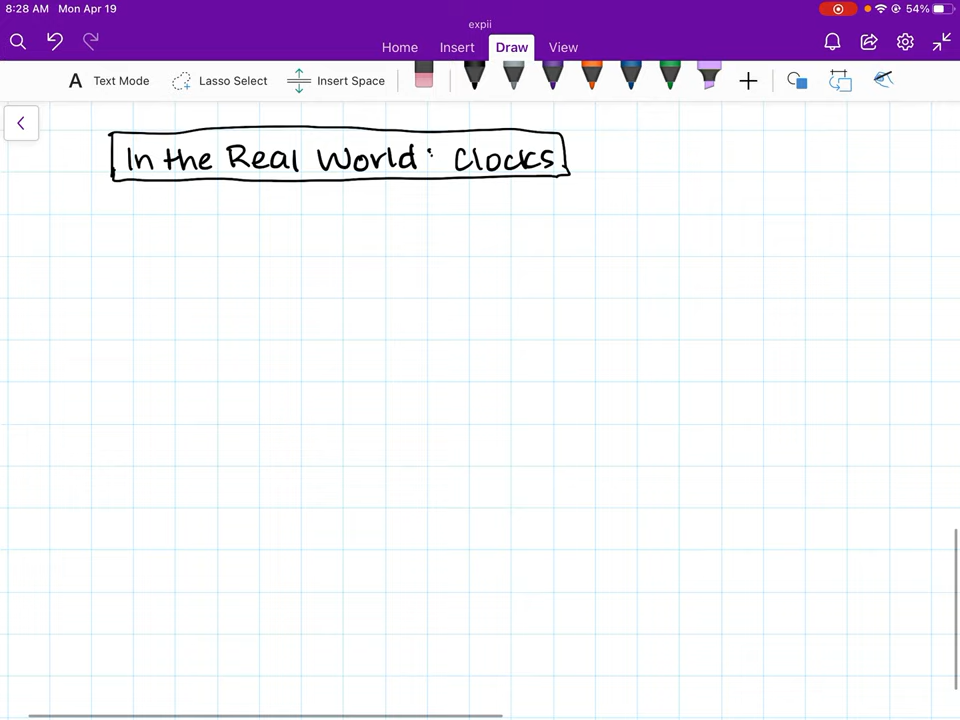 8:28 AM Mon Apr 19
54%
expii
Home Insert Draw View
A Text Mode Lasso Select Insert Space
In the Real World: Clocks